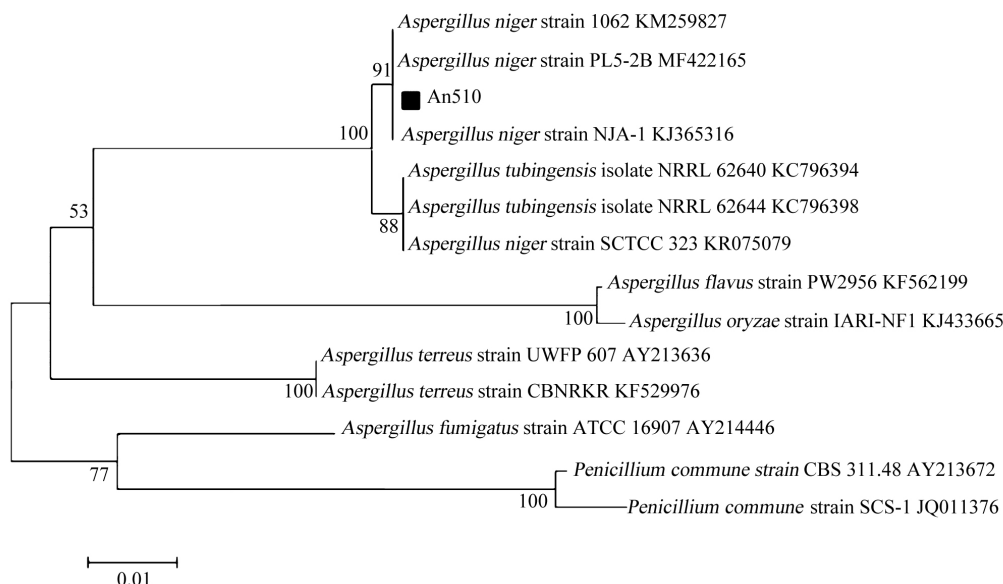 Aspergillus niger strain 1062 KM259827
Aspergillus niger strain PL5-2B MF422165
91
An510
100
Aspergillus niger strain NJA-1 KJ365316
Aspergillus tubingensis isolate NRRL 62640 KC796394
53
Aspergillus tubingensis isolate NRRL 62644 KC796398
88
Aspergillus niger strain SCTCC 323 KR075079
Aspergillus flavus strain PW2956 KF562199
100
Aspergillus oryzae strain IARI-NF1 KJ433665
Aspergillus terreus strain UWFP 607 AY213636
100
Aspergillus terreus strain CBNRKR KF529976
Aspergillus fumigatus strain ATCC 16907 AY214446
77
Penicillium commune strain CBS 311.48 AY213672
100
Penicillium commune strain SCS-1 JQ011376
0.01